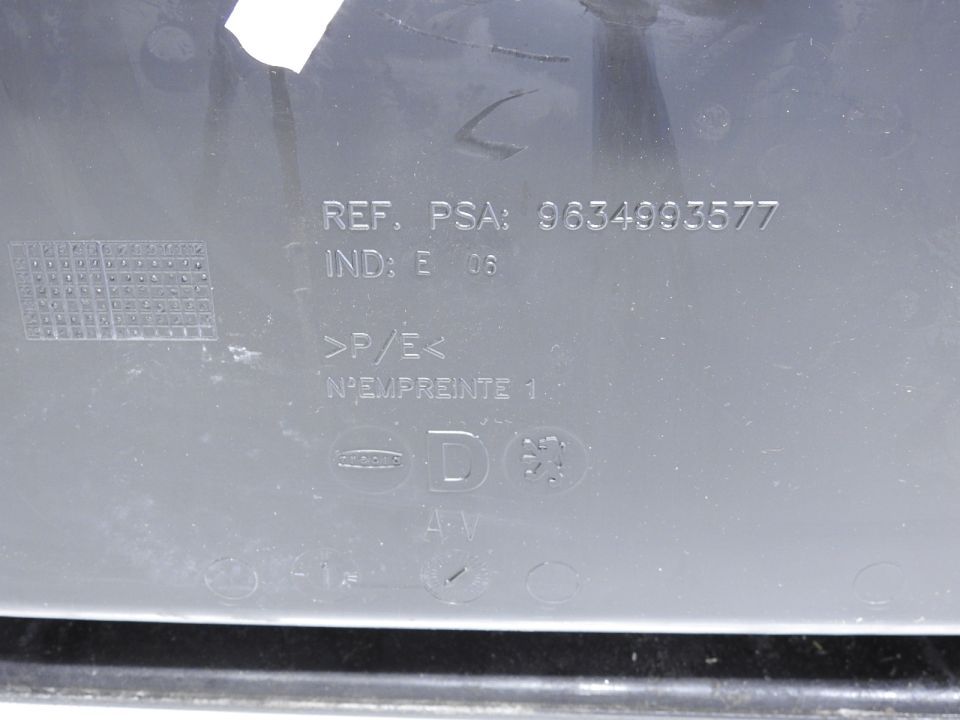 REF. PSA: 9634993577
IND: E 06
>P/E<
N°EMPREINTE 1
D
AV